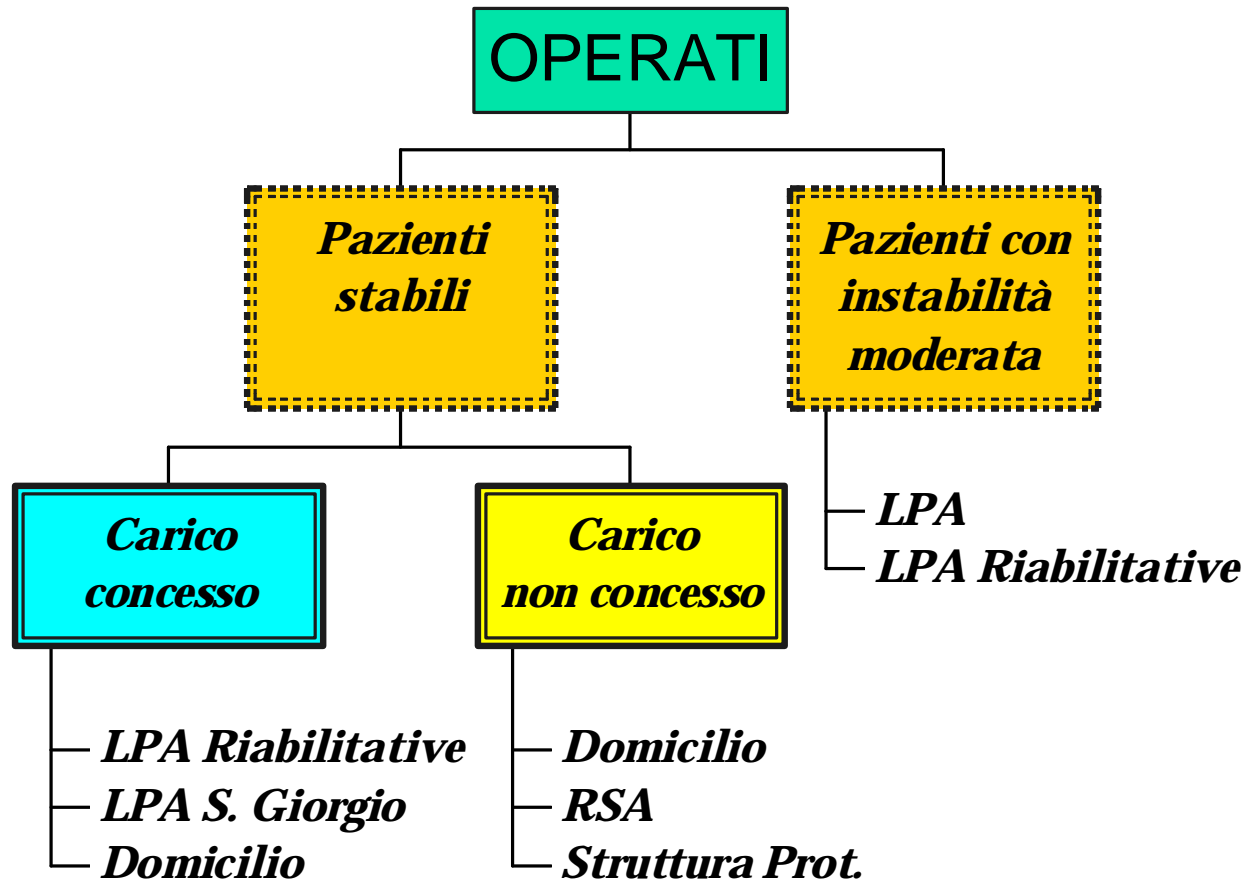 OPERATI
Pazienti
stabili
Pazienti con
instabilità
moderata
Carico
concesso
Carico
non concesso
LPA
LPA Riabilitative
LPA Riabilitative
LPA S. Giorgio
Domicilio
Domicilio
RSA
Struttura Prot.